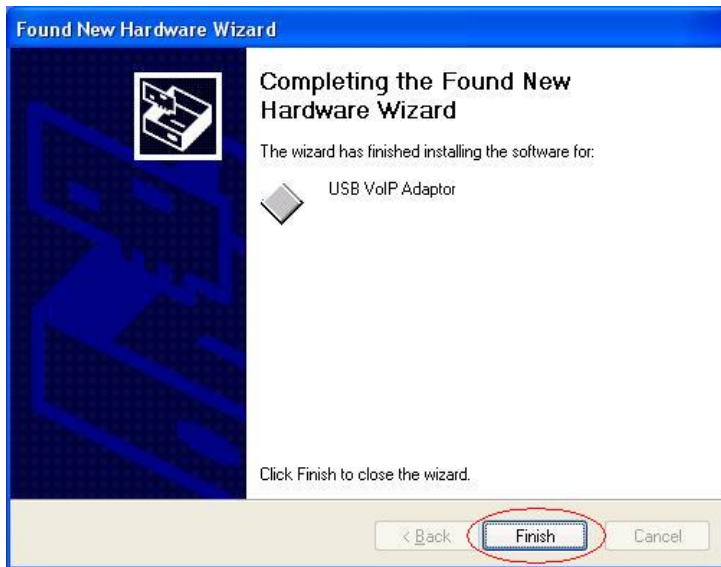 Found New Hardware Wizard
Completing the Found New
Hardware Wizard
The wizard has finished installing the software for:
USB VoIP Adaptor
Click Finish to close the wizard.
< Back
Finish
Cancel